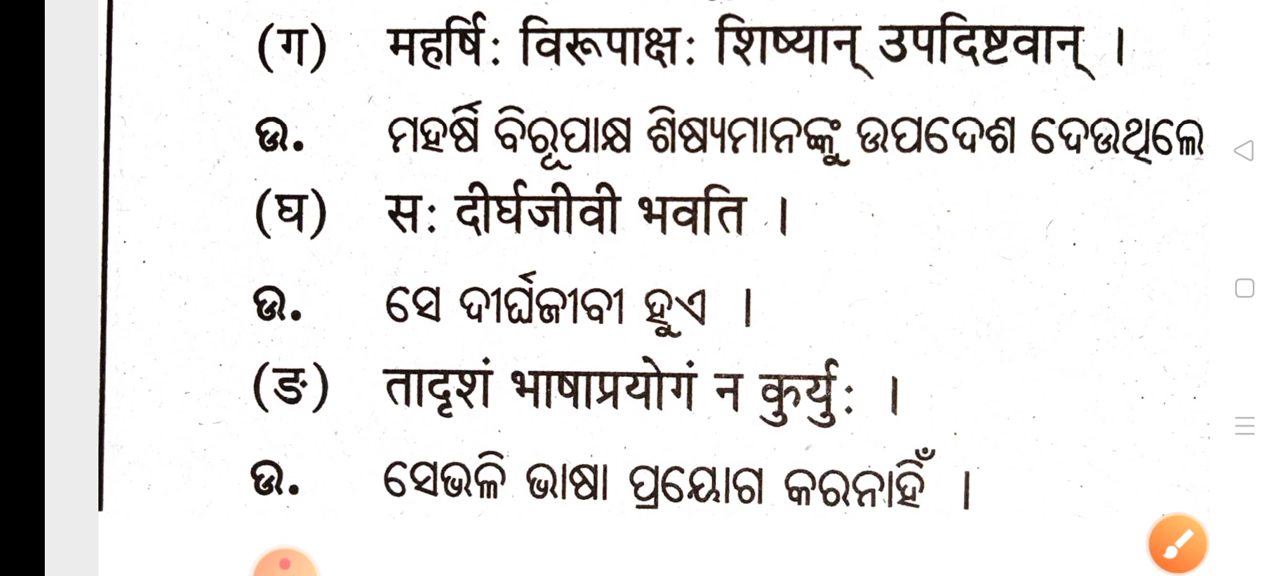 (ग) महर्षिः विरूपाक्षः शिष्यान् उपदिष्टवान् ।
ଉ. ମହର୍ଷି ବିରୂପାକ୍ଷ ଶିଷ୍ୟମାନଙ୍କୁ ଉପଦେଶ ଦେଉଥିଲେ
(घ) सः दीर्घजीवी भवति ।
ଉ. ସେ ଦୀର୍ଘଜୀବୀ ହୁଏ ।
(ङ) तादृशं भाषाप्रयोगं न कुर्युः ।
ଉ. ସେଭଳି ଭାଷା ପ୍ରୟୋଗ କରନାହିଁ ।